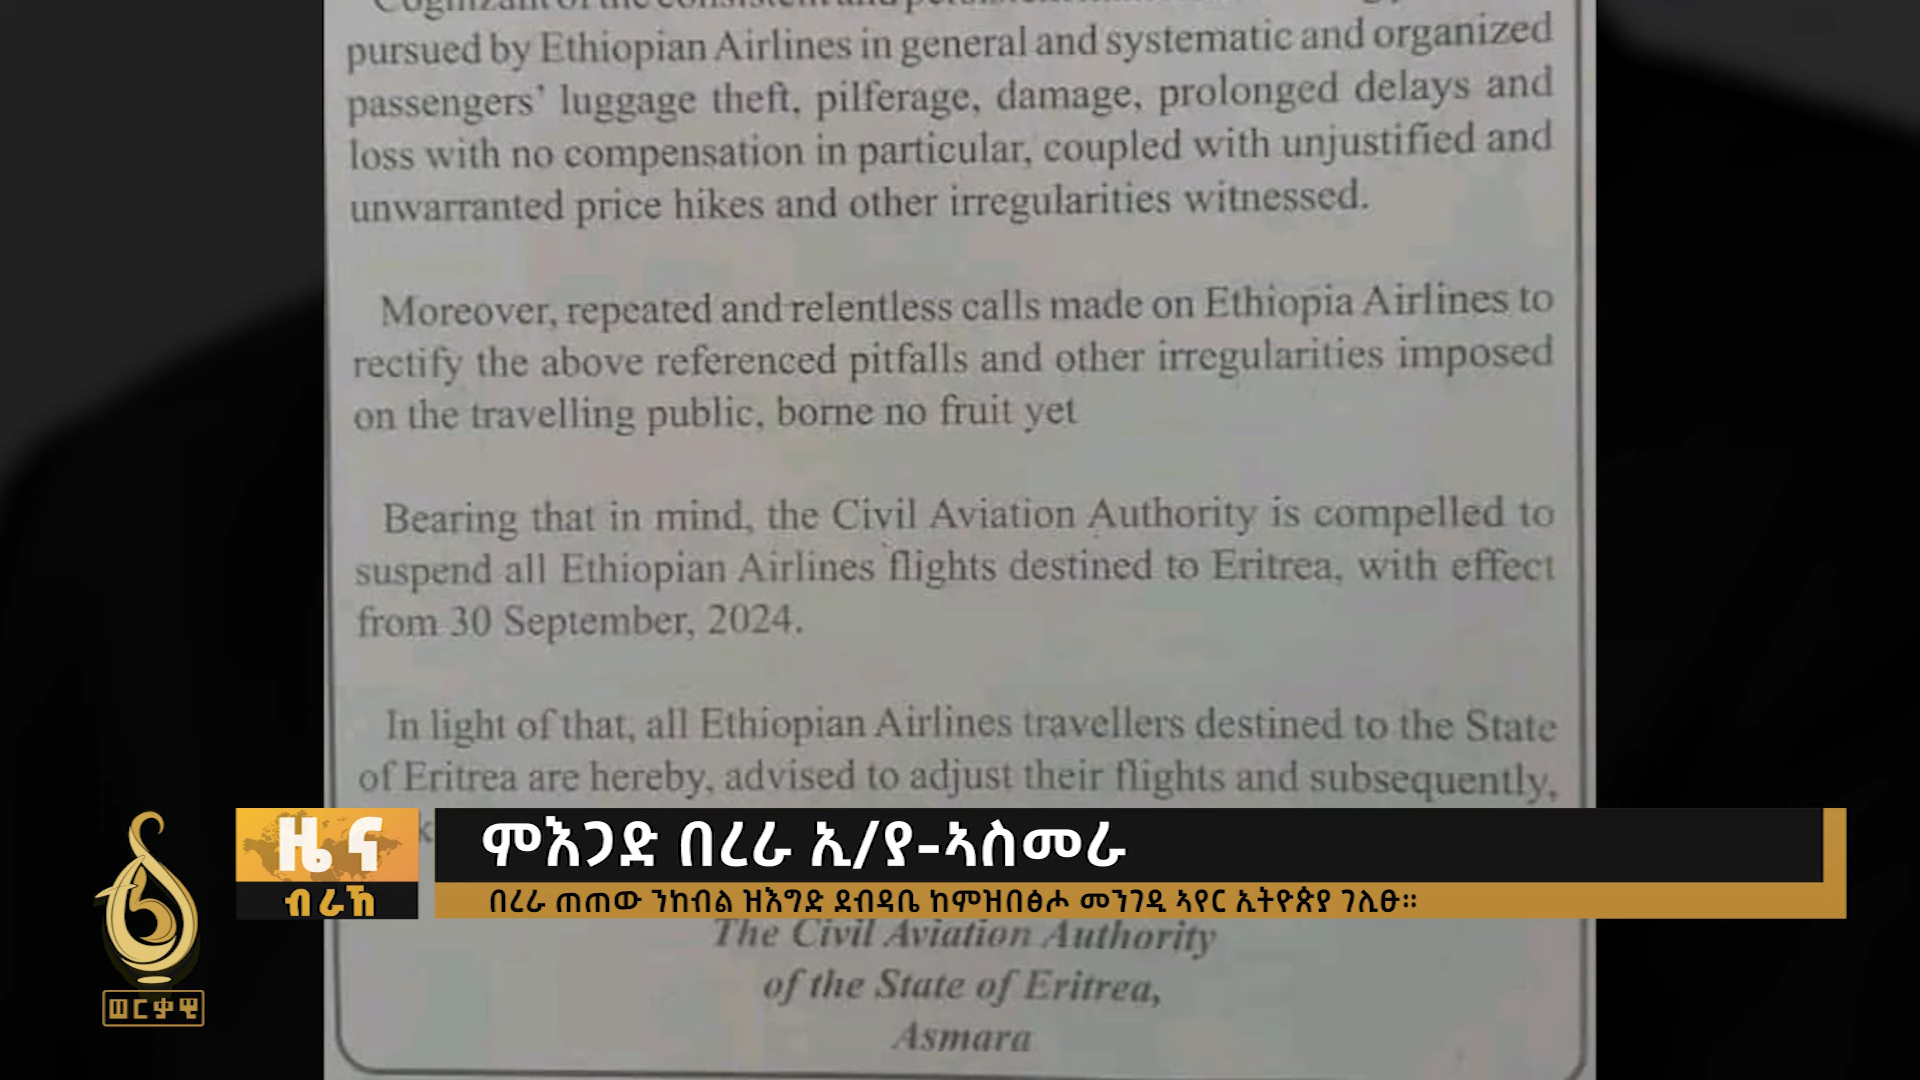 pursued by Ethiopian Airlines in general and systematic and organized
passengers' luggage theft, pilferage, damage, prolonged delays and
loss with no compensation in particular, coupled with unjustified and
unwarranted price hikes and other irregularities witnessed.
Moreover, repeated and relentless calls made on Ethiopia Airlines to
rectify the above referenced pitfalls and other irregularities imposed
on the travelling public, borne no fruit yet
Bearing that in mind, the Civil Aviation Authority is compelled to
suspend all Ethiopian Airlines flights destined to Eritrea, with effect
from 30 September, 2024.
In light of that, all Ethiopian Airlines travellers destined to the State
of Eritrea are hereby, advised to adjust their flights and subsequently,
ዜና
ብራኸ
ምእጋድ በረራ ኢ/ያ-ኣስመራ
በረራ ጠጠው ንከብል ዝእግድ ደብዳቤ ከምዝበፅሖ መንገዲ ኣየር ኢትዮጵያ ገሊፁ።
The Civil Aviation Authority
of the State of Eritrea,
Asmara
ወርቃዊ